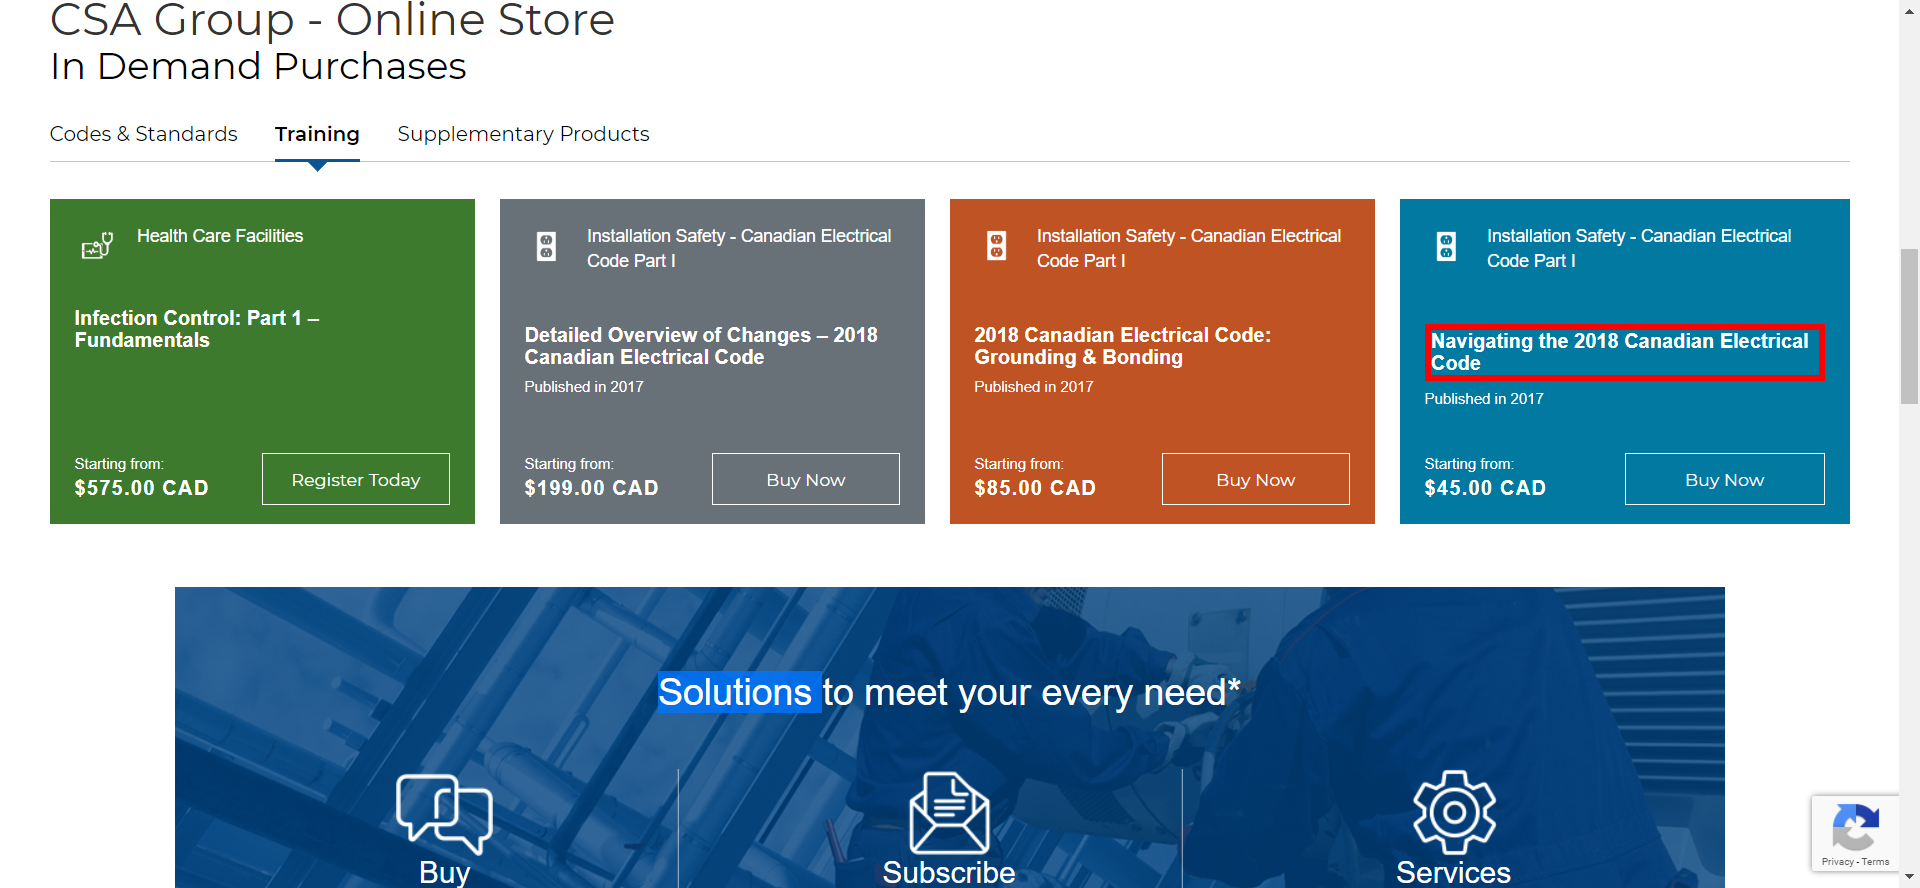 CSA Group - Online Store
In Demand Purchases
Codes & Standards
Training
Supplementary Products
Health Care Facilities
Infection Control: Part 1 –
Fundamentals
Starting from:
$575.00 CAD
Register Today
Installation Safety - Canadian Electrical
Code Part I
Detailed Overview of Changes – 2018
Canadian Electrical Code
Published in 2017
Starting from:
$199.00 CAD
Buy Now
Installation Safety - Canadian Electrical
Code Part I
2018 Canadian Electrical Code:
Grounding & Bonding
Published in 2017
Starting from:
$85.00 CAD
Buy Now
Installation Safety - Canadian Electrical
Code Part I
Navigating the 2018 Canadian Electrical
Code
Published in 2017
Starting from:
$45.00 CAD
Buy Now
Solutions to meet your every need*
Buy
Subscribe
Services
Privacy - Terms